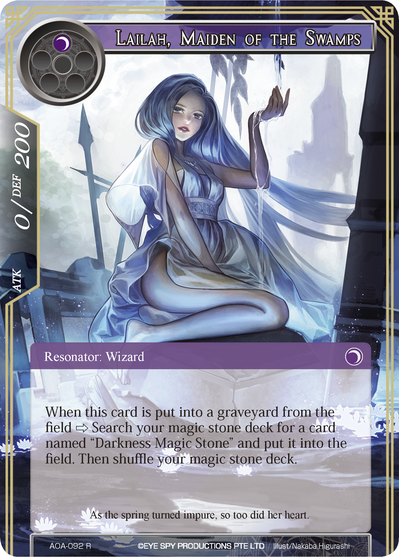 Lailah, Maiden of the Swamps
ATK 0/DEF 200
Resonator: Wizard
When this card is put into a graveyard from the
field ⇨ Search your magic stone deck for a card
named “Darkness Magic Stone” and put it into the
field. Then shuffle your magic stone deck.
As the spring turned impure, so too did her heart.
AOA-092 R ©EYE SPY PRODUCTIONS PTE LTD Illust/Nakaba Higurashi